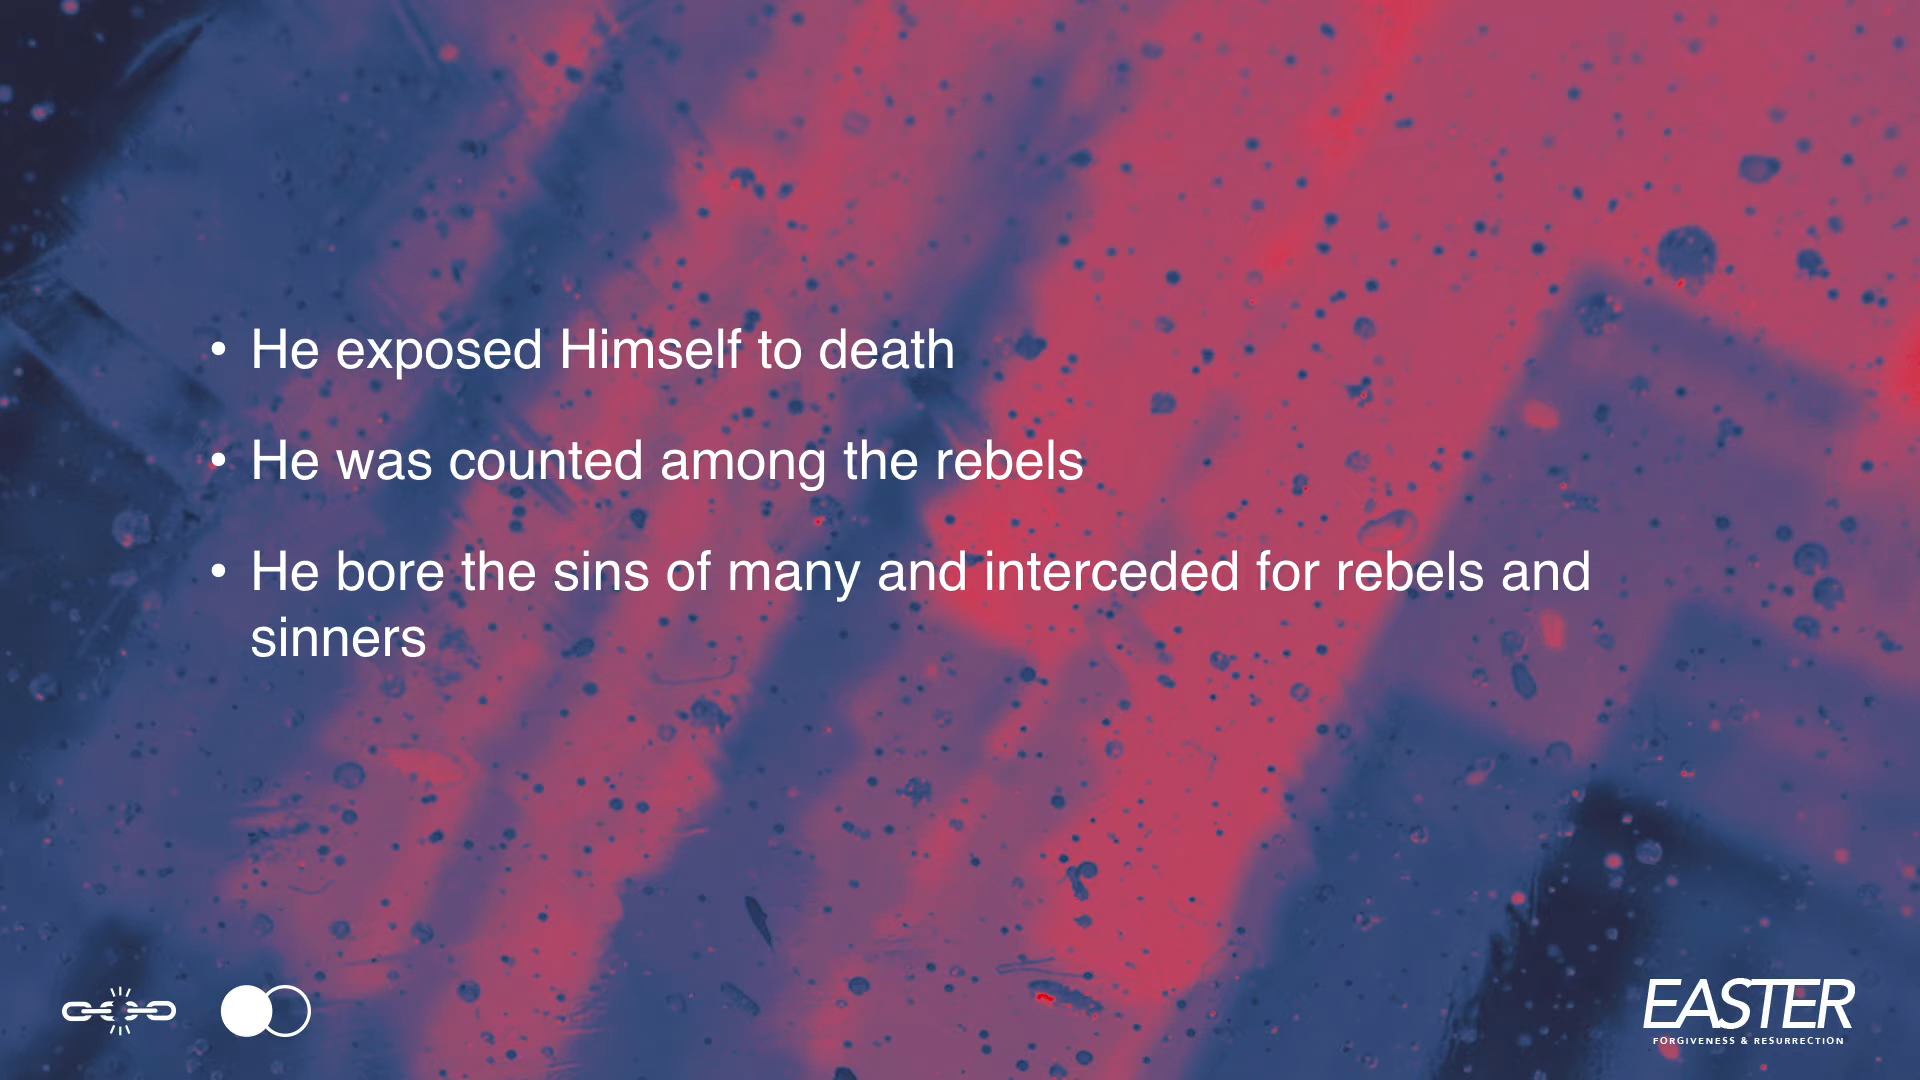 • He exposed Himself to death
• He was counted among the rebels
• He bore the sins of many and interceded for rebels and
sinners
EASTER
FORGIVENESS & RESURRECTION